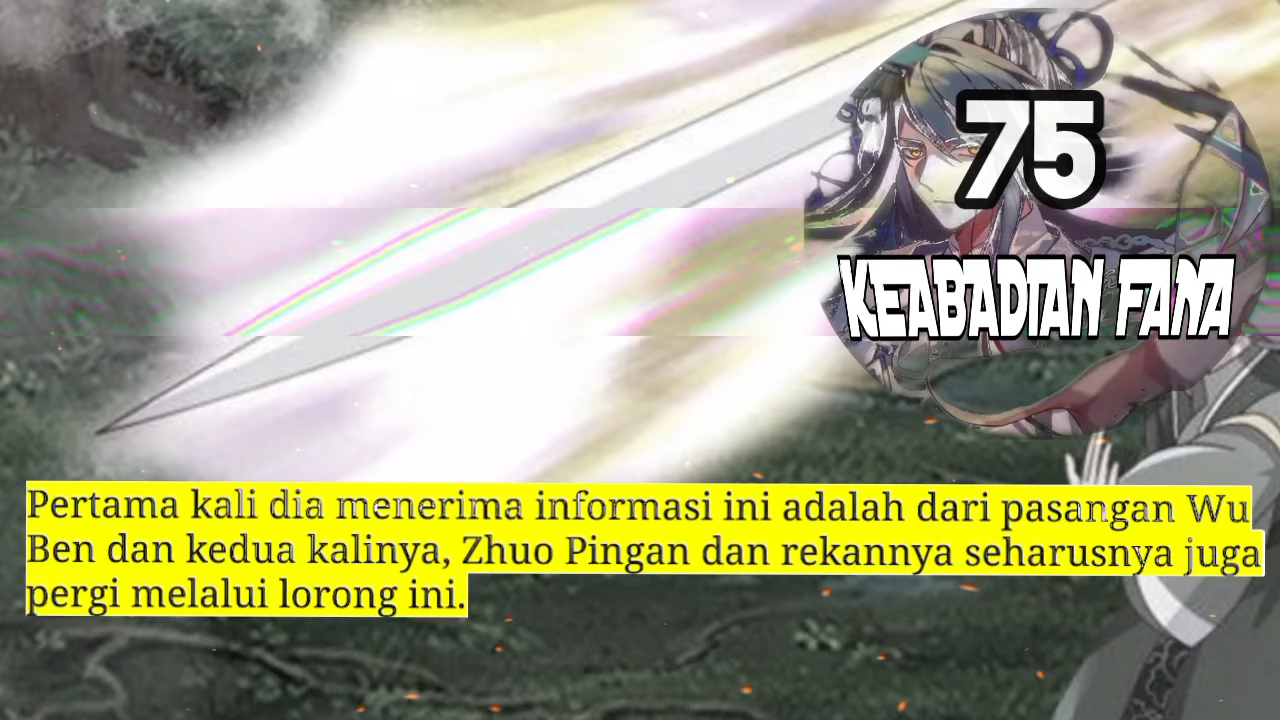 75
KEABADIAN FANA
Pertama kali dia menerima informasi ini adalah dari pasangan Wu
Ben dan kedua kalinya, Zhuo Pingan dan rekannya seharusnya juga
pergi melalui lorong ini.